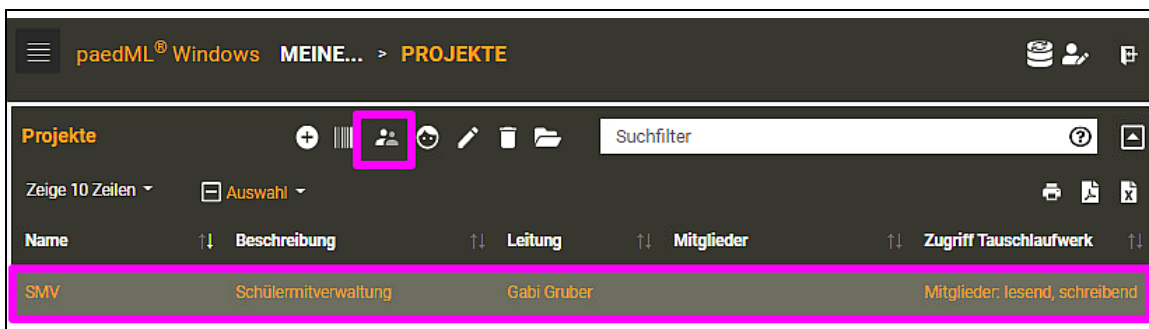 paedML® Windows MEINE... > PROJEKTE
Projekte Suchfilter
Zeige 10 Zeilen Auswahl
Name Beschreibung Leitung Mitglieder Zugriff Tauschlaufwerk
SMV Schülermitverwaltung Gabi Gruber Mitglieder: lesend, schreibend